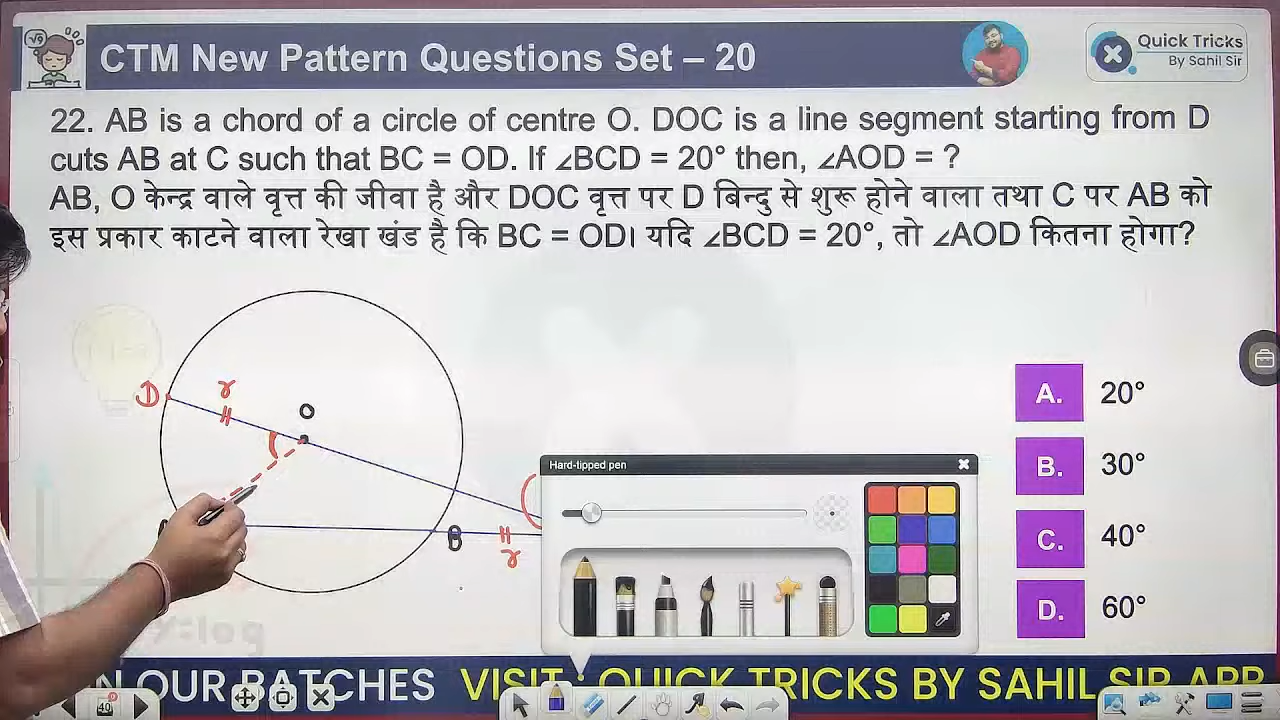 CTM New Pattern Questions Set – 20
Quick Tricks
By Sahil Sir
22. AB is a chord of a circle of centre O. DOC is a line segment starting from D
cuts AB at C such that BC = OD. If ∠BCD = 20° then, ∠AOD = ?
AB, O केन्द्र वाले वृत्त की जीवा है और DOC वृत्त पर D बिन्दु से शुरू होने वाला तथा C पर AB को
इस प्रकार काटने वाला रेखा खंड है कि BC = OD। यदि ∠BCD = 20°, तो ∠AOD कितना होगा?
D
r
O
B
r
Hard-tipped pen
A. 20°
B. 30°
C. 40°
D. 60°
N OUR BATCHES VISIT : QUICK TRICKS BY SAHIL SIR APP
40